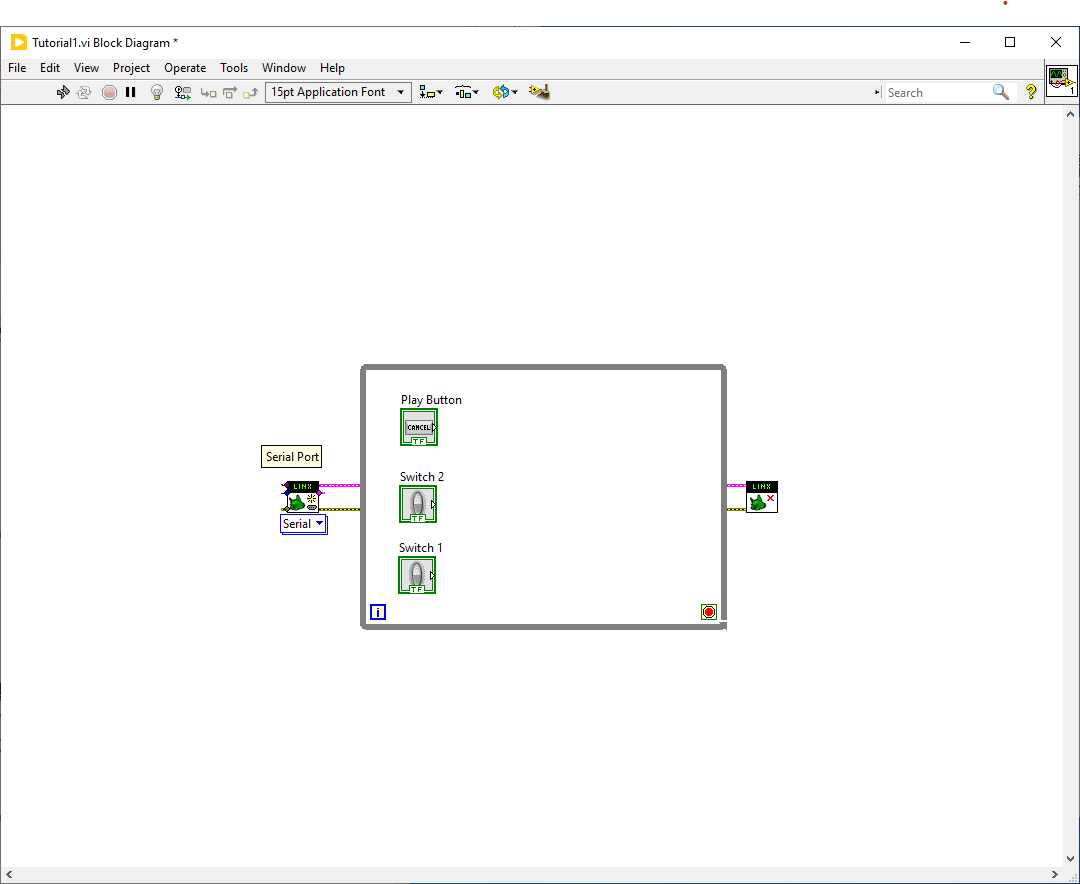 Tutorial1.vi Block Diagram *
File Edit View Project Operate Tools Window Help
15pt Application Font
Search
?
1
Play Button
CANCEL
TF
Serial Port
Switch 2
TF
LINX
LINX
Serial
Switch 1
TF
i